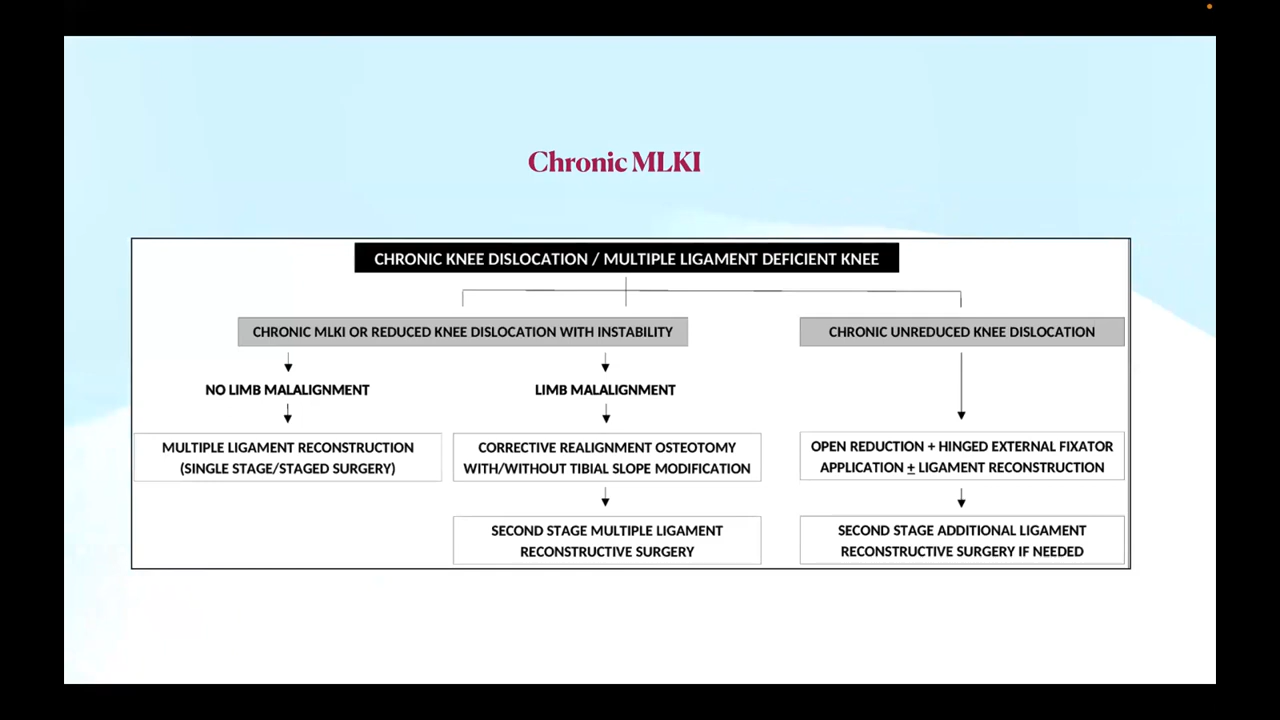 Chronic MLKI
CHRONIC KNEE DISLOCATION / MULTIPLE LIGAMENT DEFICIENT KNEE
CHRONIC MLKI OR REDUCED KNEE DISLOCATION WITH INSTABILITY
CHRONIC UNREDUCED KNEE DISLOCATION
NO LIMB MALALIGNMENT
LIMB MALALIGNMENT
MULTIPLE LIGAMENT RECONSTRUCTION
(SINGLE STAGE/STAGED SURGERY)
CORRECTIVE REALIGNMENT OSTEOTOMY
WITH/WITHOUT TIBIAL SLOPE MODIFICATION
OPEN REDUCTION + HINGED EXTERNAL FIXATOR
APPLICATION ± LIGAMENT RECONSTRUCTION
SECOND STAGE MULTIPLE LIGAMENT
RECONSTRUCTIVE SURGERY
SECOND STAGE ADDITIONAL LIGAMENT
RECONSTRUCTIVE SURGERY IF NEEDED